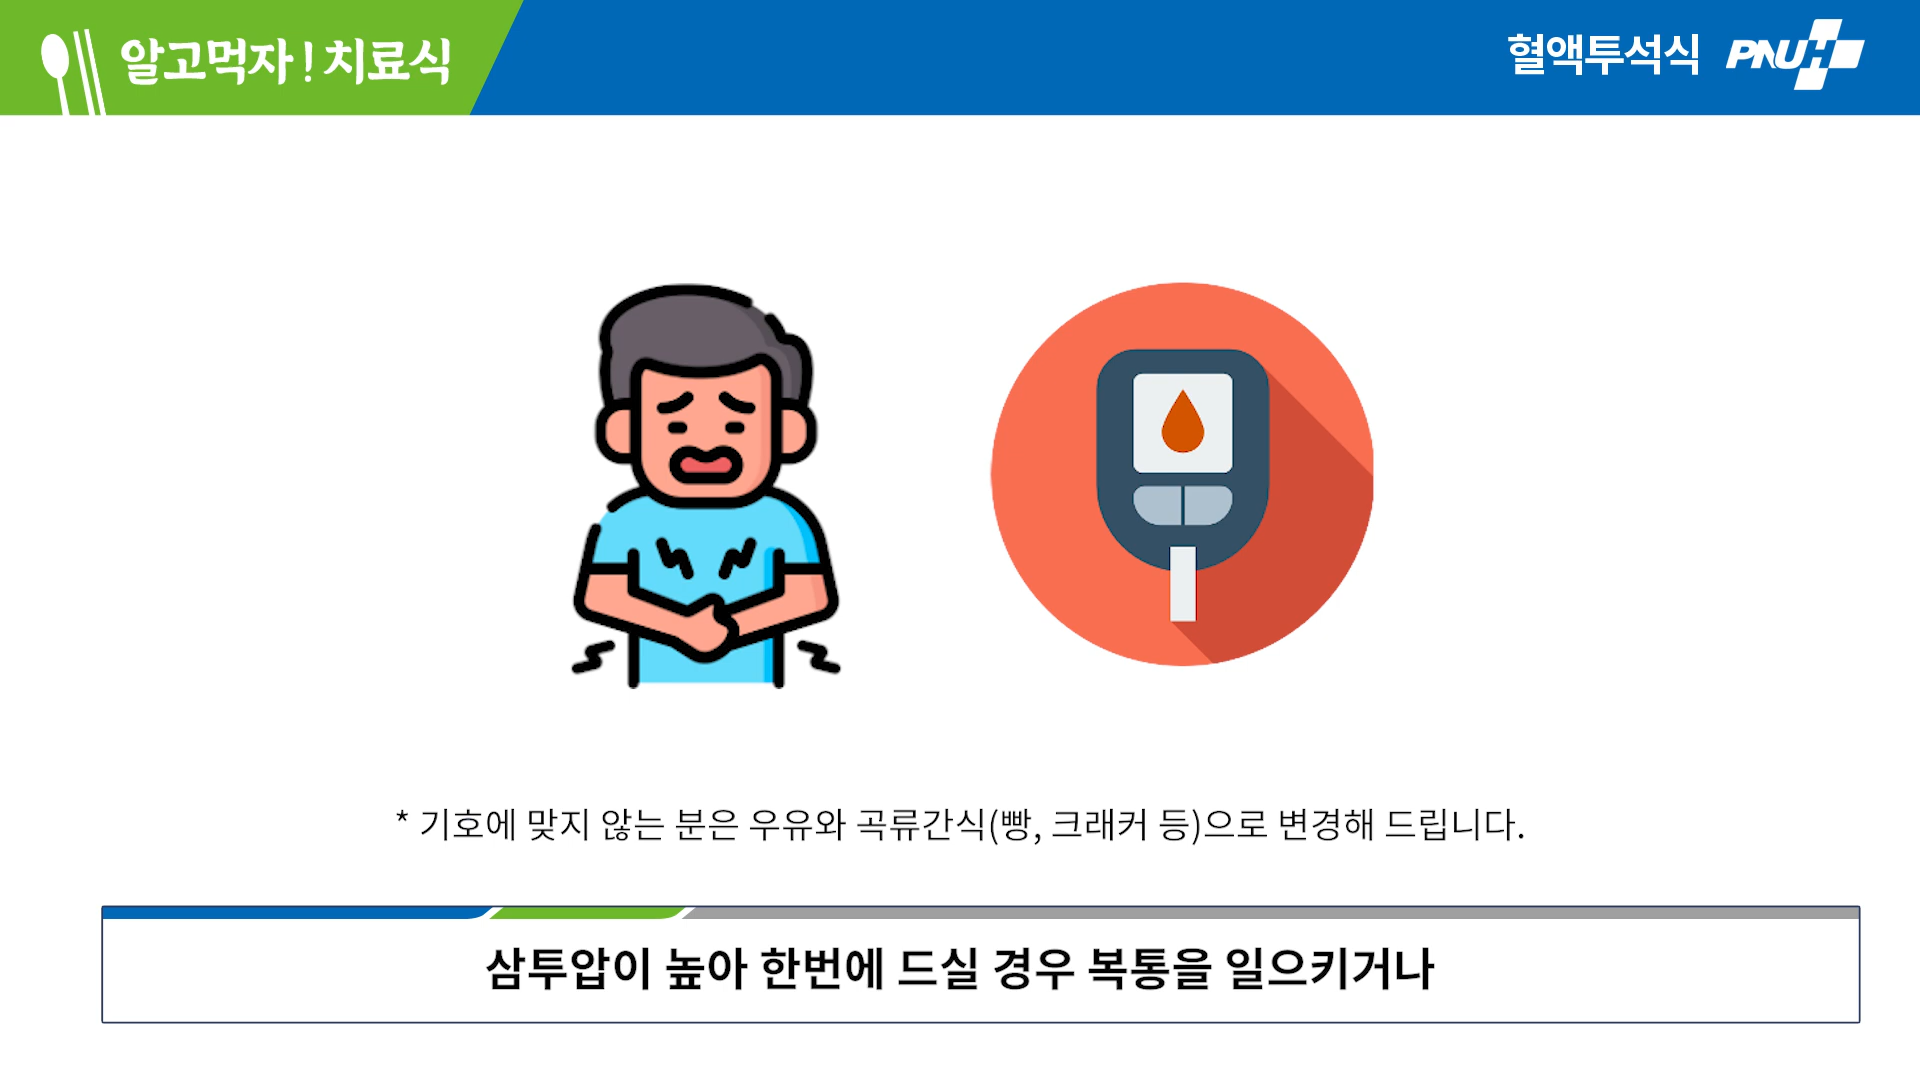 알고먹자! 치료식
혈액투석식 PNUH
* 기호에 맞지 않는 분은 우유와 곡류간식(빵, 크래커 등)으로 변경해 드립니다.
삼투압이 높아 한번에 드실 경우 복통을 일으키거나